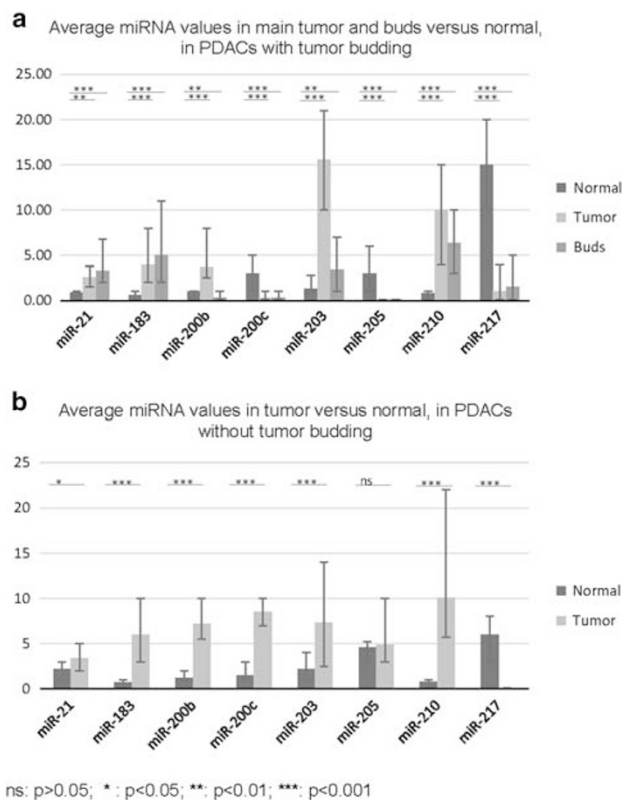 a
Average miRNA values in main tumor and buds versus normal,
in PDACs with tumor budding
25.00
*** *** ** *** ** *** *** ***
** *** *** *** *** *** *** ***
20.00
15.00
10.00
5.00
0.00
Normal
Tumor
Buds
miR-21 miR-183 miR-200b miR-200c miR-203 miR-205 miR-210 miR-217
b
Average miRNA values in tumor versus normal, in PDACs
without tumor budding
25
* *** *** *** *** ns *** ***
20
15
10
5
0
Normal
Tumor
miR-21 miR-183 miR-200b miR-200c miR-203 miR-205 miR-210 miR-217
ns: p>0.05; * : p<0.05; **: p<0.01; ***: p<0.001